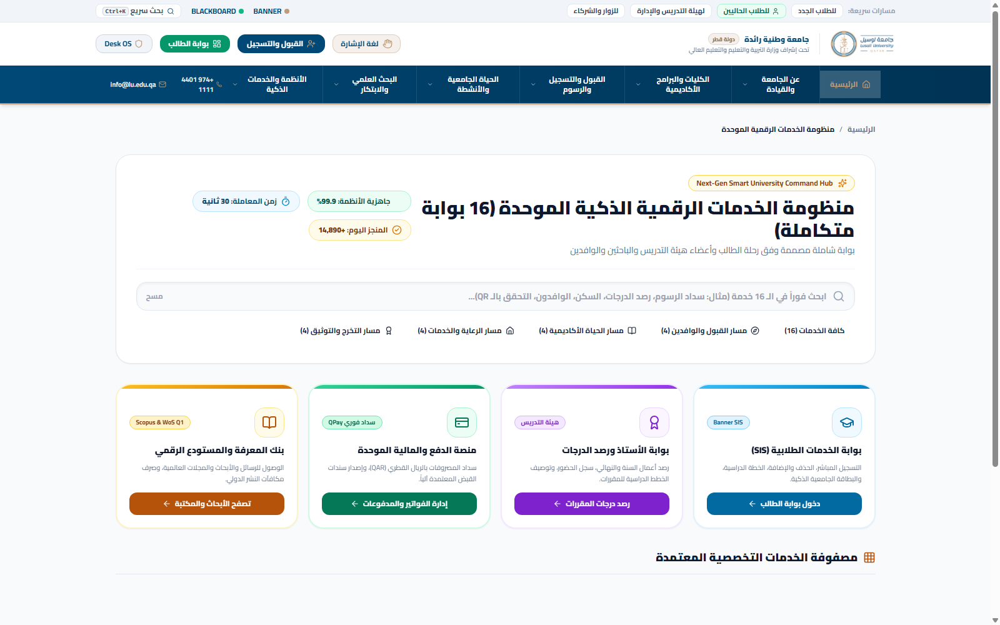 مسارات سريعة:
للطلاب الجدد
للطلاب الحاليين
لهيئة التدريس والإدارة
للزوار والشركاء
BANNER
BLACKBOARD
بحث سريع Ctrl+K
جامعة لوسيل
Lusail University
QATAR
جامعة وطنية رائدة
دولة قطر
تحت إشراف وزارة التربية والتعليم والتعليم العالي
لغة الإشارة
القبول والتسجيل
بوابة الطالب
Desk OS
الرئيسية
عن الجامعة
والقيادة
الكليات والبرامج
الأكاديمية
القبول والتسجيل
والرسوم
الحياة الجامعية
والأنشطة
البحث العلمي
والابتكار
الأنظمة والخدمات
الذكية
4401 974+
1111
info@lu.edu.qa
الرئيسية / منظومة الخدمات الرقمية الموحدة
Next-Gen Smart University Command Hub
منظومة الخدمات الرقمية الذكية الموحدة (16 بوابة
متكاملة)
بوابة شاملة مصممة وفق رحلة الطالب وأعضاء هيئة التدريس والباحثين والوافدين
جاهزية الأنظمة: 99.9%
زمن المعاملة: 30 ثانية
المنجز اليوم: +14,890
ابحث فوراً في الـ 16 خدمة (مثال: سداد الرسوم، رصد الدرجات، السكن، الوافدون، التحقق بالـ QR)...
مسح
كافة الخدمات (16)
مسار القبول والوافدين (4)
مسار الحياة الأكاديمية (4)
مسار الرعاية والخدمات (4)
مسار التخرج والتوثيق (4)
Banner SIS
بوابة الخدمات الطلابية (SIS)
التسجيل المباشر، الحذف والإضافة، الخطة الدراسية،
والبطاقة الجامعية الذكية.
دخول بوابة الطالب ←
هيئة التدريس
بوابة الأستاذ ورصد الدرجات
رصد أعمال السنة والنهائي، سجل الحضور، وتوصيف
الخطط الدراسية للمقررات.
رصد درجات المقررات ←
سداد فوري QPay
منصة الدفع والمالية الموحدة
سداد المصروفات بالريال القطري (QAR)، وإصدار سندات
القبض المعتمدة آلياً.
إدارة الفواتير والمدفوعات ←
Scopus & WoS Q1
بنك المعرفة والمستودع الرقمي
الوصول للرسائل والأبحاث والمجلات العالمية، وصرف
مكافآت النشر الدولي.
تصفح الأبحاث والمكتبة ←
مصفوفة الخدمات التخصصية المعتمدة